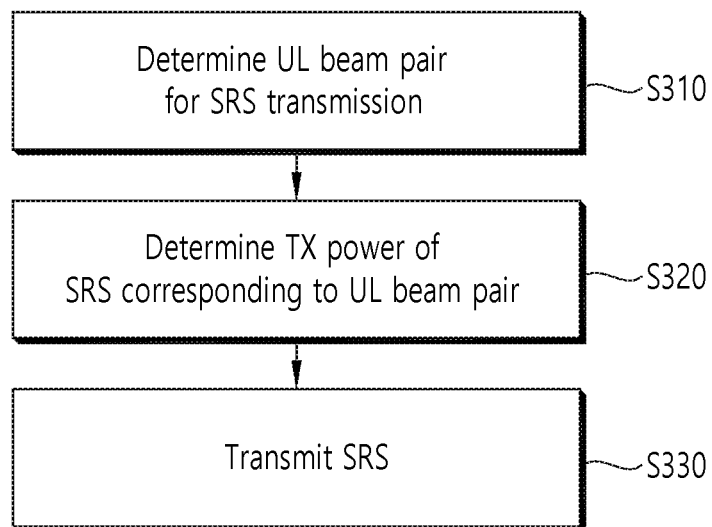 Determine UL beam pair
for SRS transmission
S310
Determine TX power of
SRS corresponding to UL beam pair
S320
Transmit SRS
S330